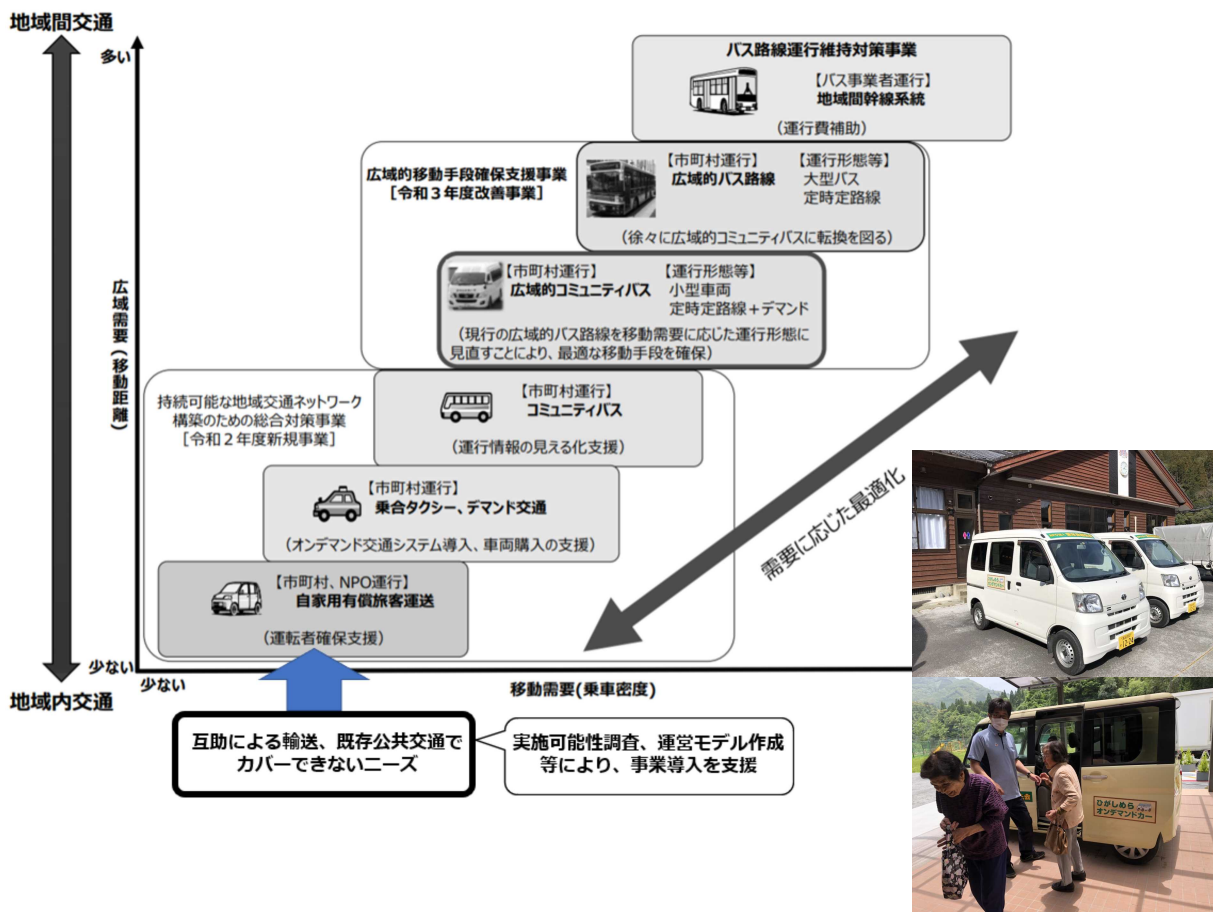 地域間交通
多い
バス路線運行維持対策事業
【バス事業者運行】
地域間幹線系統
(運行費補助)
広域的移動手段確保支援事業
[令和3年度改善事業]
【市町村運行】
広域的バス路線
【運行形態等】
大型バス
定時定路線
(徐々に広域的コミュニティバスに転換を図る)
【市町村運行】
広域的コミュニティバス
【運行形態等】
小型車両
定時定路線+デマンド
(現行の広域的バス路線を移動需要に応じた運行形態に
見直すことにより、最適な移動手段を確保)
広域需要(移動距離)
持続可能な地域交通ネットワーク
構築のための総合対策事業
[令和2年度新規事業]
【市町村運行】
コミュニティバス
(運行情報の見える化支援)
【市町村運行】
乗合タクシー、デマンド交通
(オンデマンド交通システム導入、車両購入の支援)
【市町村、NPO運行】
自家用有償旅客運送
(運転者確保支援)
需要に応じた最適化
少ない
地域内交通
少ない
移動需要(乗車密度)
互助による輸送、既存公共交通で
カバーできないニーズ
実施可能性調査、運営モデル作成
等により、事業導入を支援
ひがしめら
オンデマンドカー